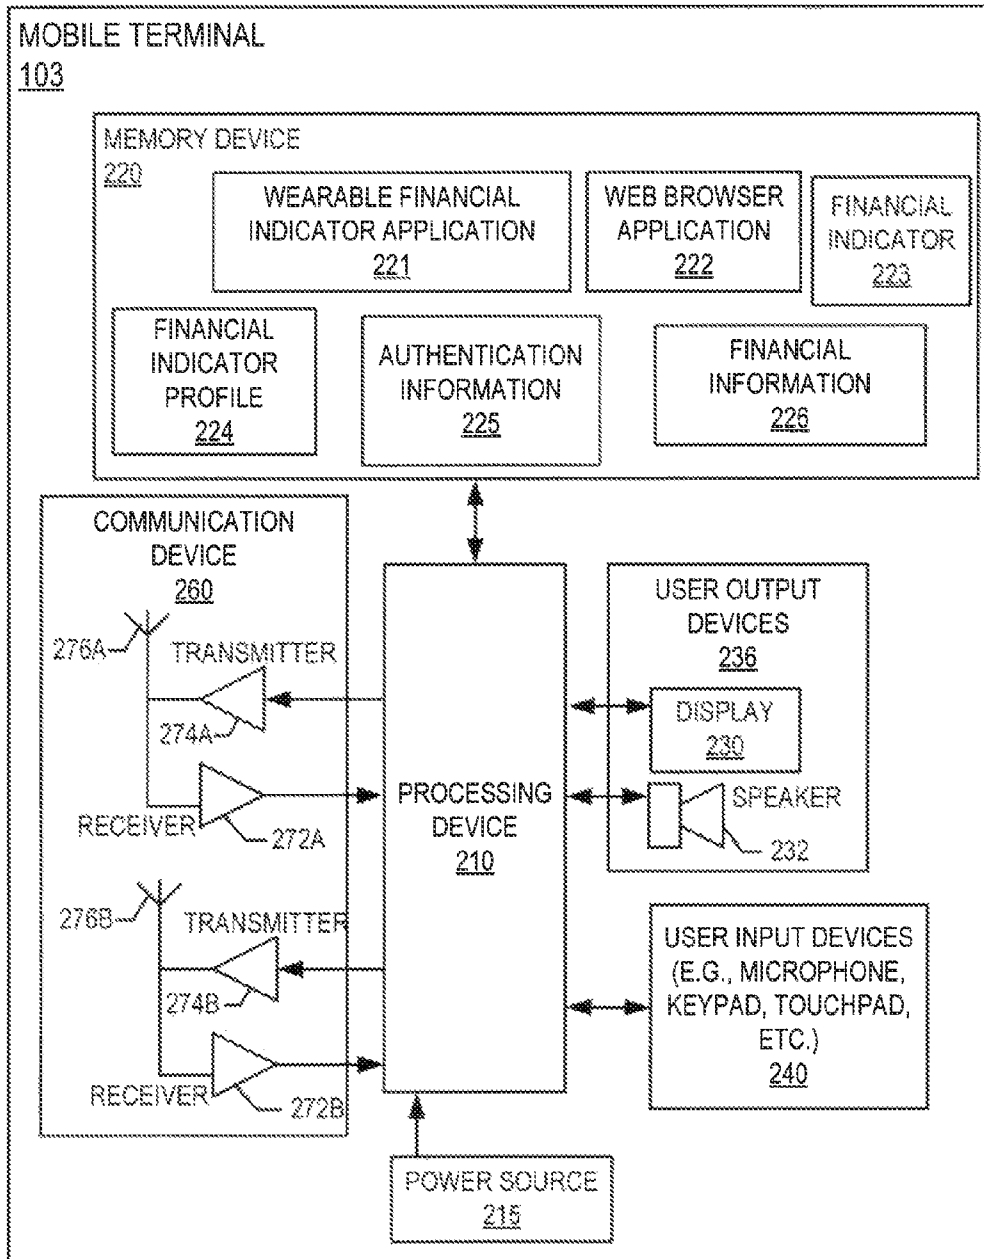 MOBILE TERMINAL
103
MEMORY DEVICE
220
WEARABLE FINANCIAL
INDICATOR APPLICATION
221
WEB BROWSER
APPLICATION
222
FINANCIAL
INDICATOR
223
FINANCIAL
INDICATOR
PROFILE
224
AUTHENTICATION
INFORMATION
225
FINANCIAL
INFORMATION
226
COMMUNICATION
DEVICE
260
276A
TRANSMITTER
274A
RECEIVER
272A
276B
TRANSMITTER
274B
RECEIVER
272B
PROCESSING
DEVICE
210
USER OUTPUT
DEVICES
236
DISPLAY
230
SPEAKER
232
USER INPUT DEVICES
(E.G., MICROPHONE,
KEYPAD, TOUCHPAD,
ETC.)
240
POWER SOURCE
215